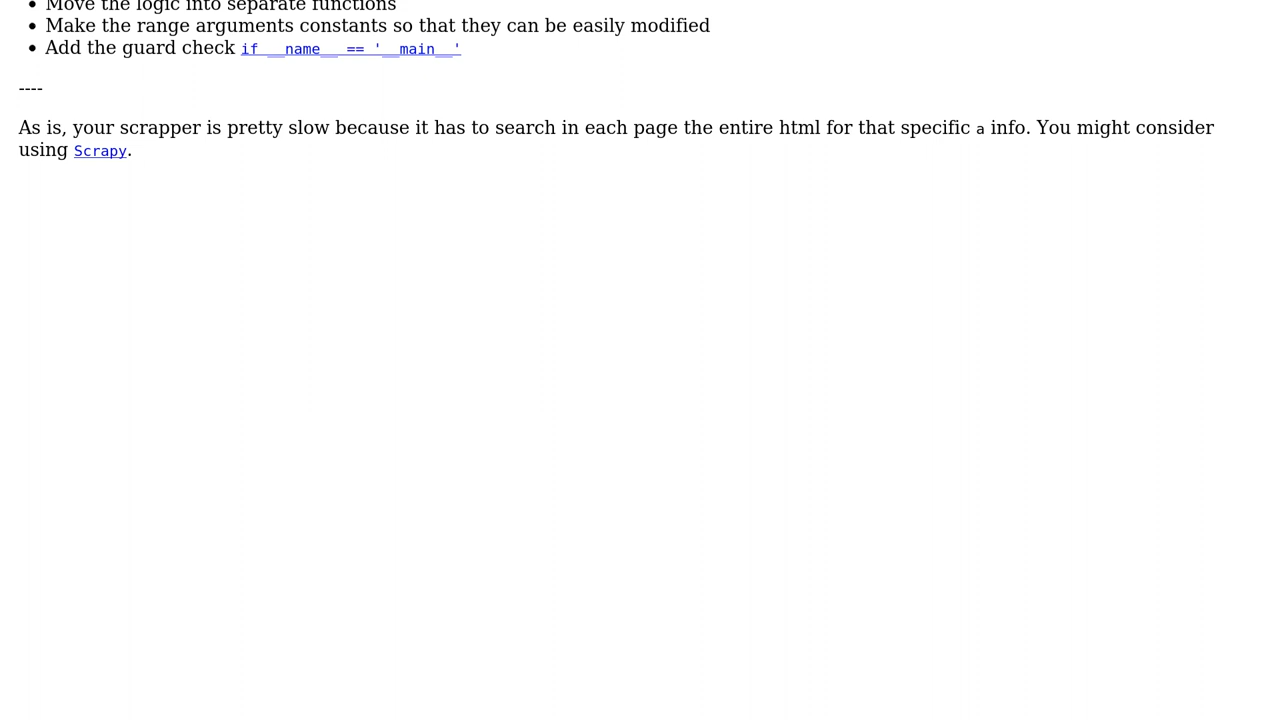 • Move the logic into separate functions
• Make the range arguments constants so that they can be easily modified
• Add the guard check if __name__ == '__main__'
----
As is, your scrapper is pretty slow because it has to search in each page the entire html for that specific a info. You might consider
using Scrapy.